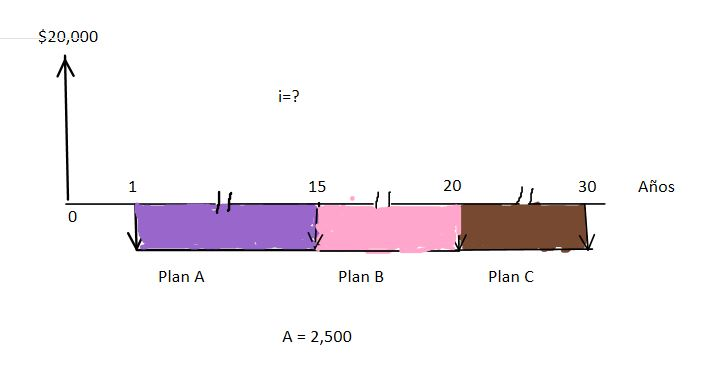 $20,000
i=?
1 15 20 30 Años
0
Plan A Plan B Plan C
A = 2,500